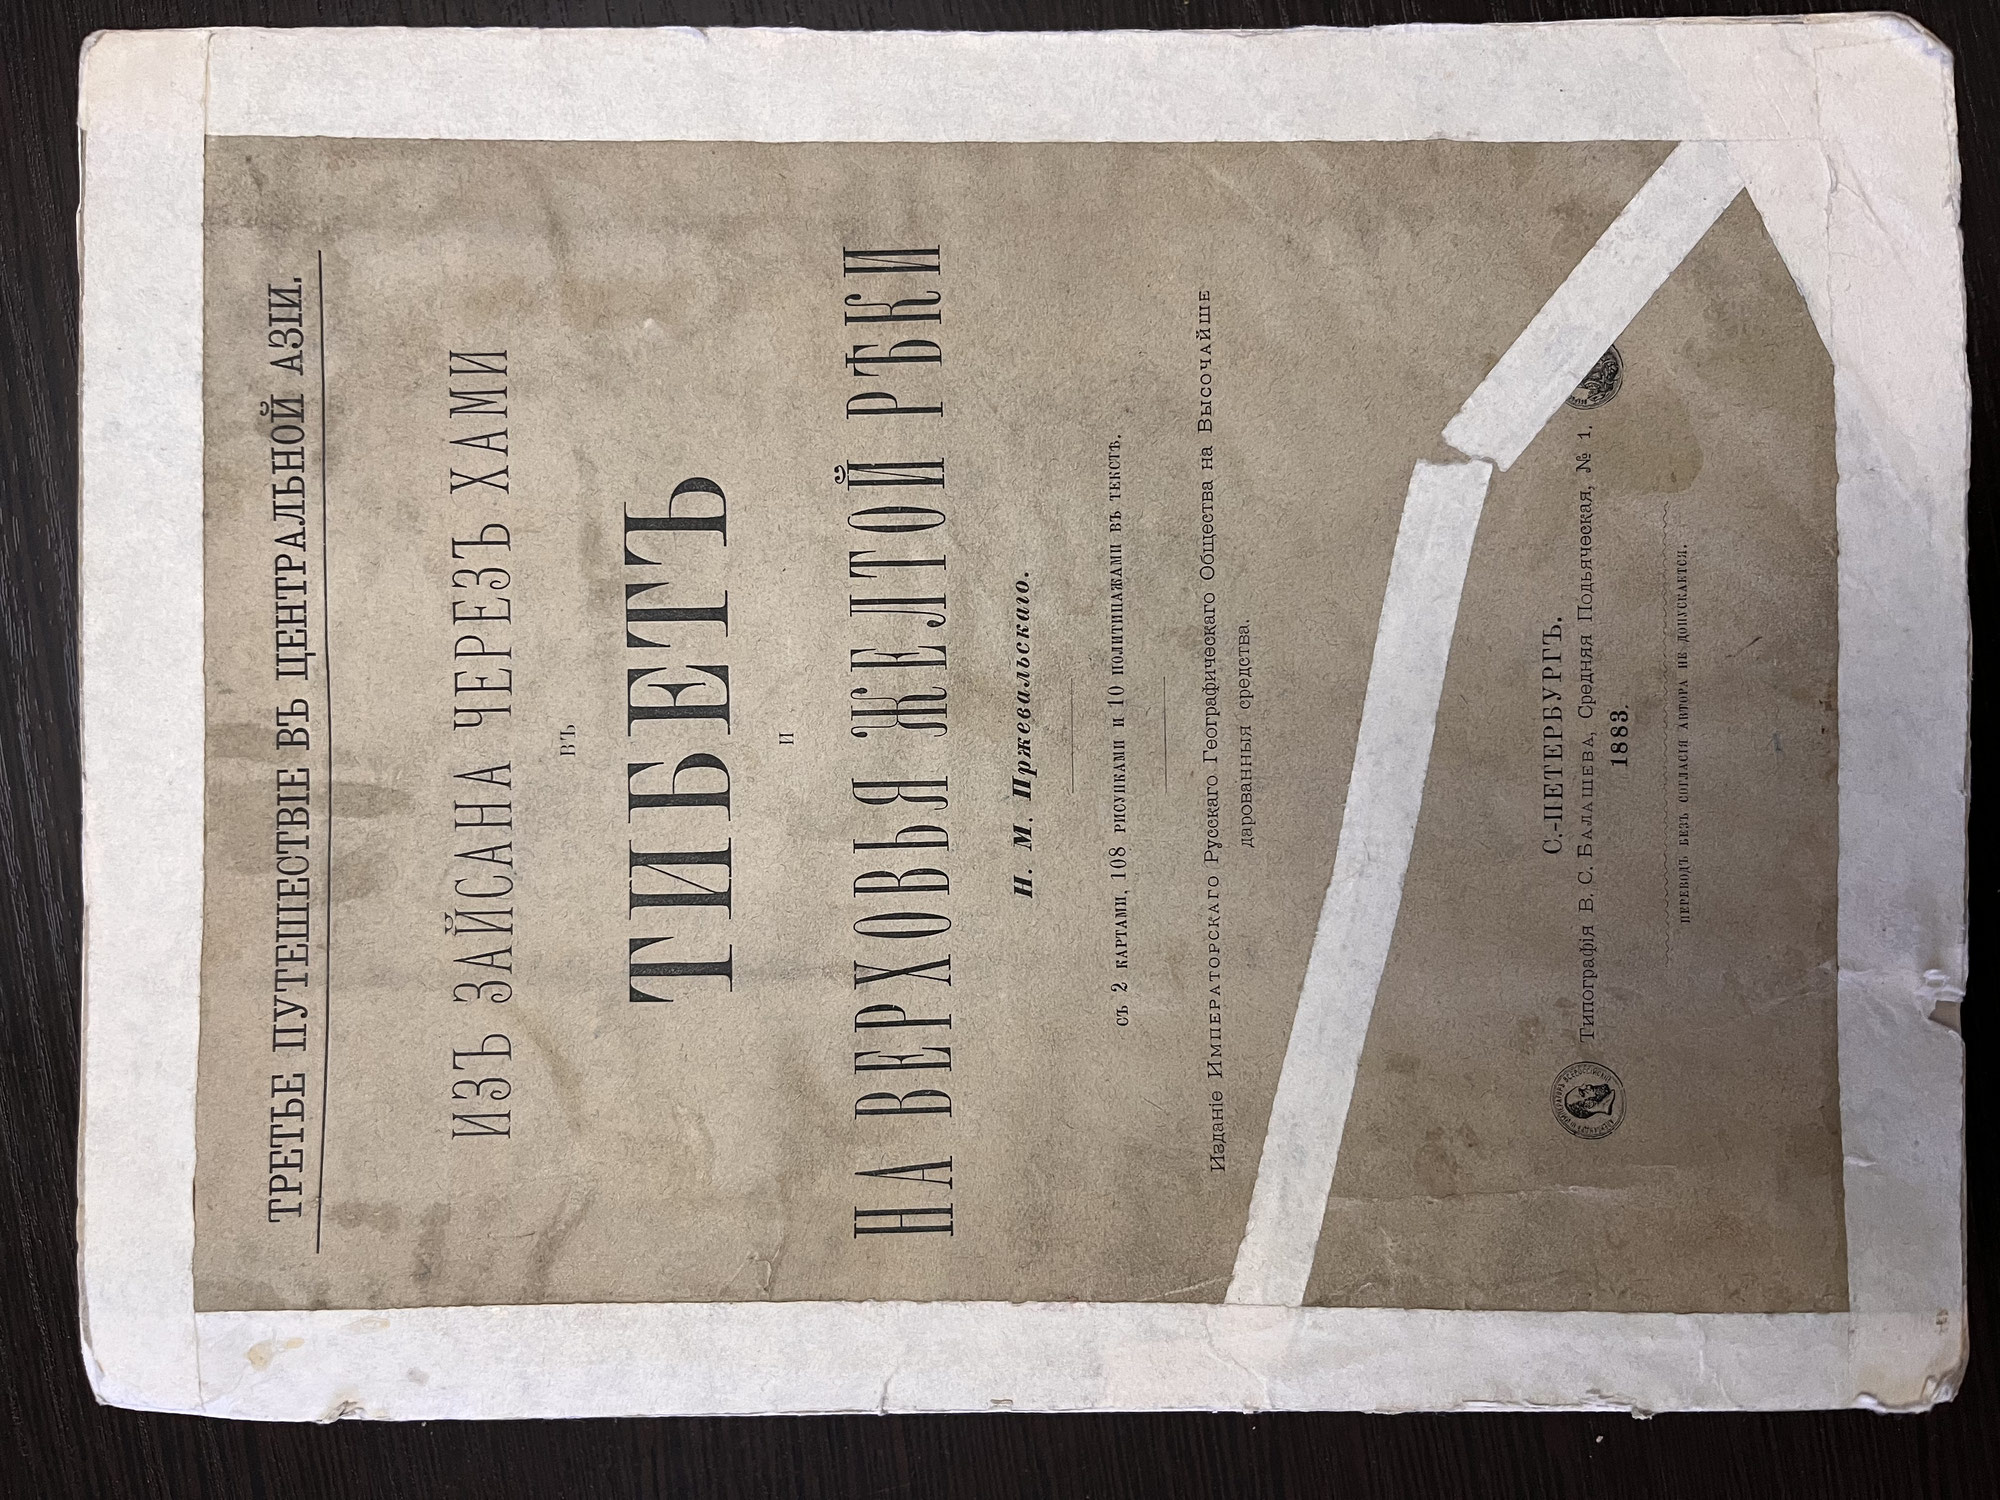 ТРЕТЬЕ ПУТЕШЕСТВІЕ ВЪ ЦЕНТРАЛЬНОЙ АЗІИ.
ИЗЪ ЗАЙСАНА ЧЕРЕЗЪ ХАМИ
ВЪ
ТИБЕТЪ
И
НА ВЕРХОВЬЯ ЖЕЛТОЙ РѢКИ
Н. М. Пржевальскаго.
СЪ 2 КАРТАМИ, 108 РИСУНКАМИ И 10 ПОЛИТИПАЖАМИ ВЪ ТЕКСТѢ.
Изданіе Императорскаго Русскаго Географическаго Общества на Высочайше
дарованныя средства.
С.-ПЕТЕРБУРГЪ.
Типографія В. С. Балашева, Средняя Подьяческая, № 1.
1883.
ПЕРЕВОДЪ БЕЗЪ СОГЛАСІЯ АВТОРА НЕ ДОПУСКАЕТСЯ.